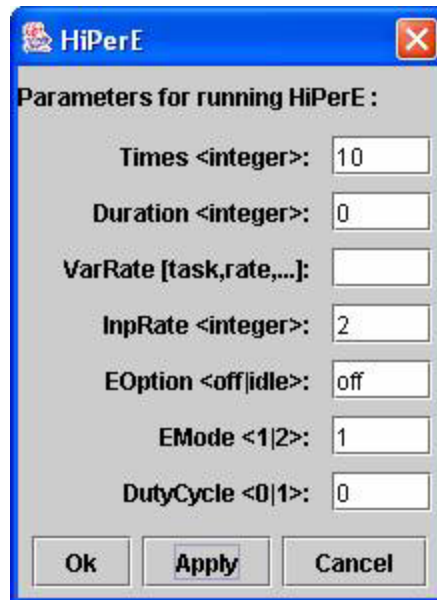 HiPerE
Parameters for running HiPerE :
Times <integer>: 10
Duration <integer>: 0
VarRate [task,rate,...]:
InpRate <integer>: 2
EOption <off|idle>: off
EMode <1|2>: 1
DutyCycle <0|1>: 0
Ok Apply Cancel